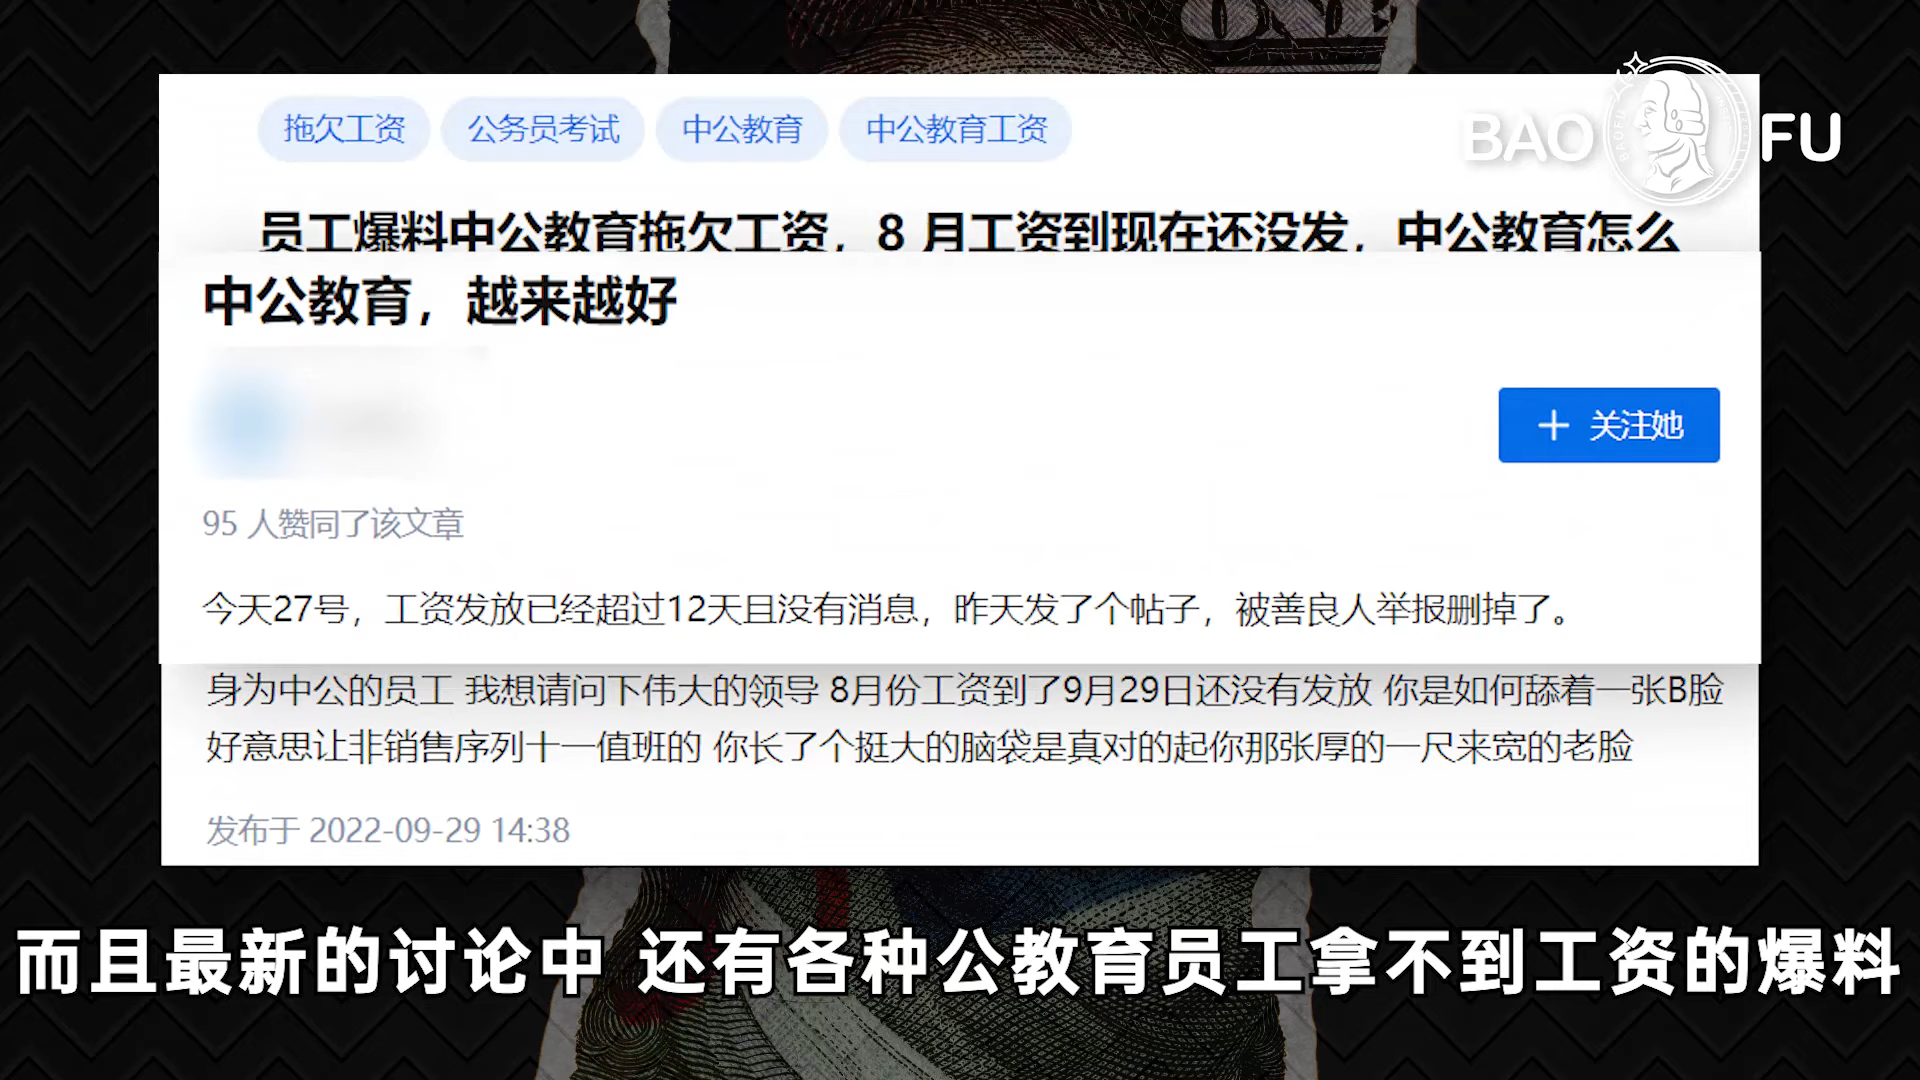 ONE
拖欠工资 公务员考试 中公教育 中公教育工资
BAO FU
员工爆料中公教育拖欠工资，8 月工资到现在还没发，中公教育怎么
中公教育，越来越好
+ 关注她
95 人赞同了该文章
今天27号，工资发放已经超过12天且没有消息，昨天发了个帖子，被善良人举报删掉了。
身为中公的员工 我想请问下伟大的领导 8月份工资到了9月29日还没有发放 你是如何舔着一张B脸
好意思让非销售序列十一值班的 你长了个挺大的脑袋是真对的起你那张厚的一尺来宽的老脸
发布于 2022-09-29 14:38
而且最新的讨论中 还有各种公教育员工拿不到工资的爆料